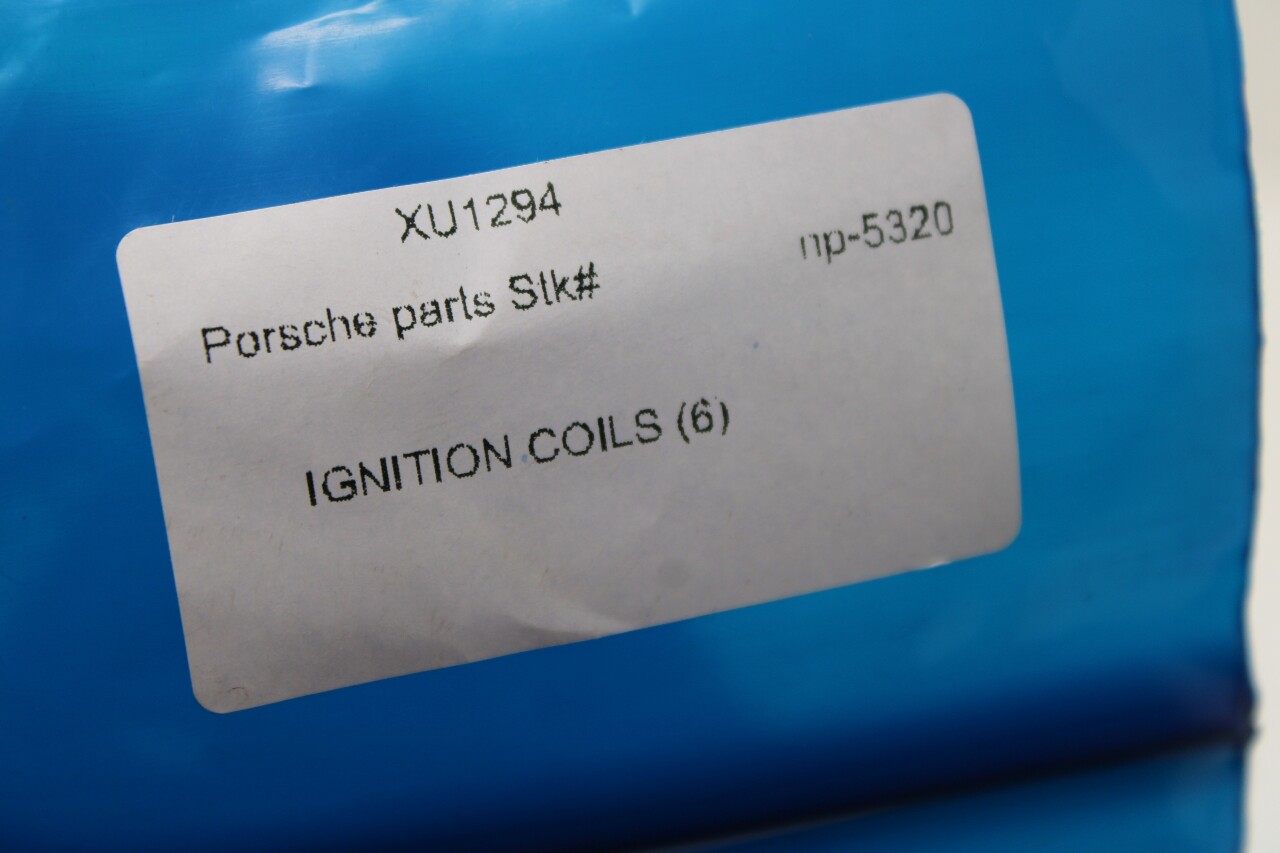 XU1294
Porsche parts Stk# np-5320
IGNITION COILS (6)